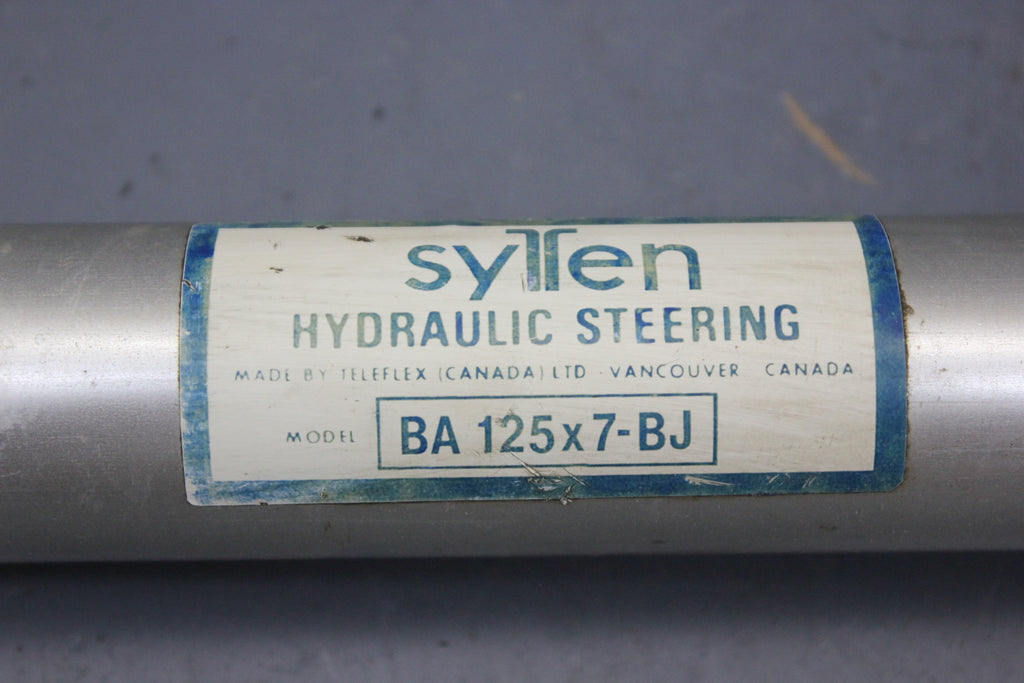 syTen
HYDRAULIC STEERING
MADE BY TELEFLEX (CANADA) LTD · VANCOUVER CANADA
MODEL BA 125x7-BJ